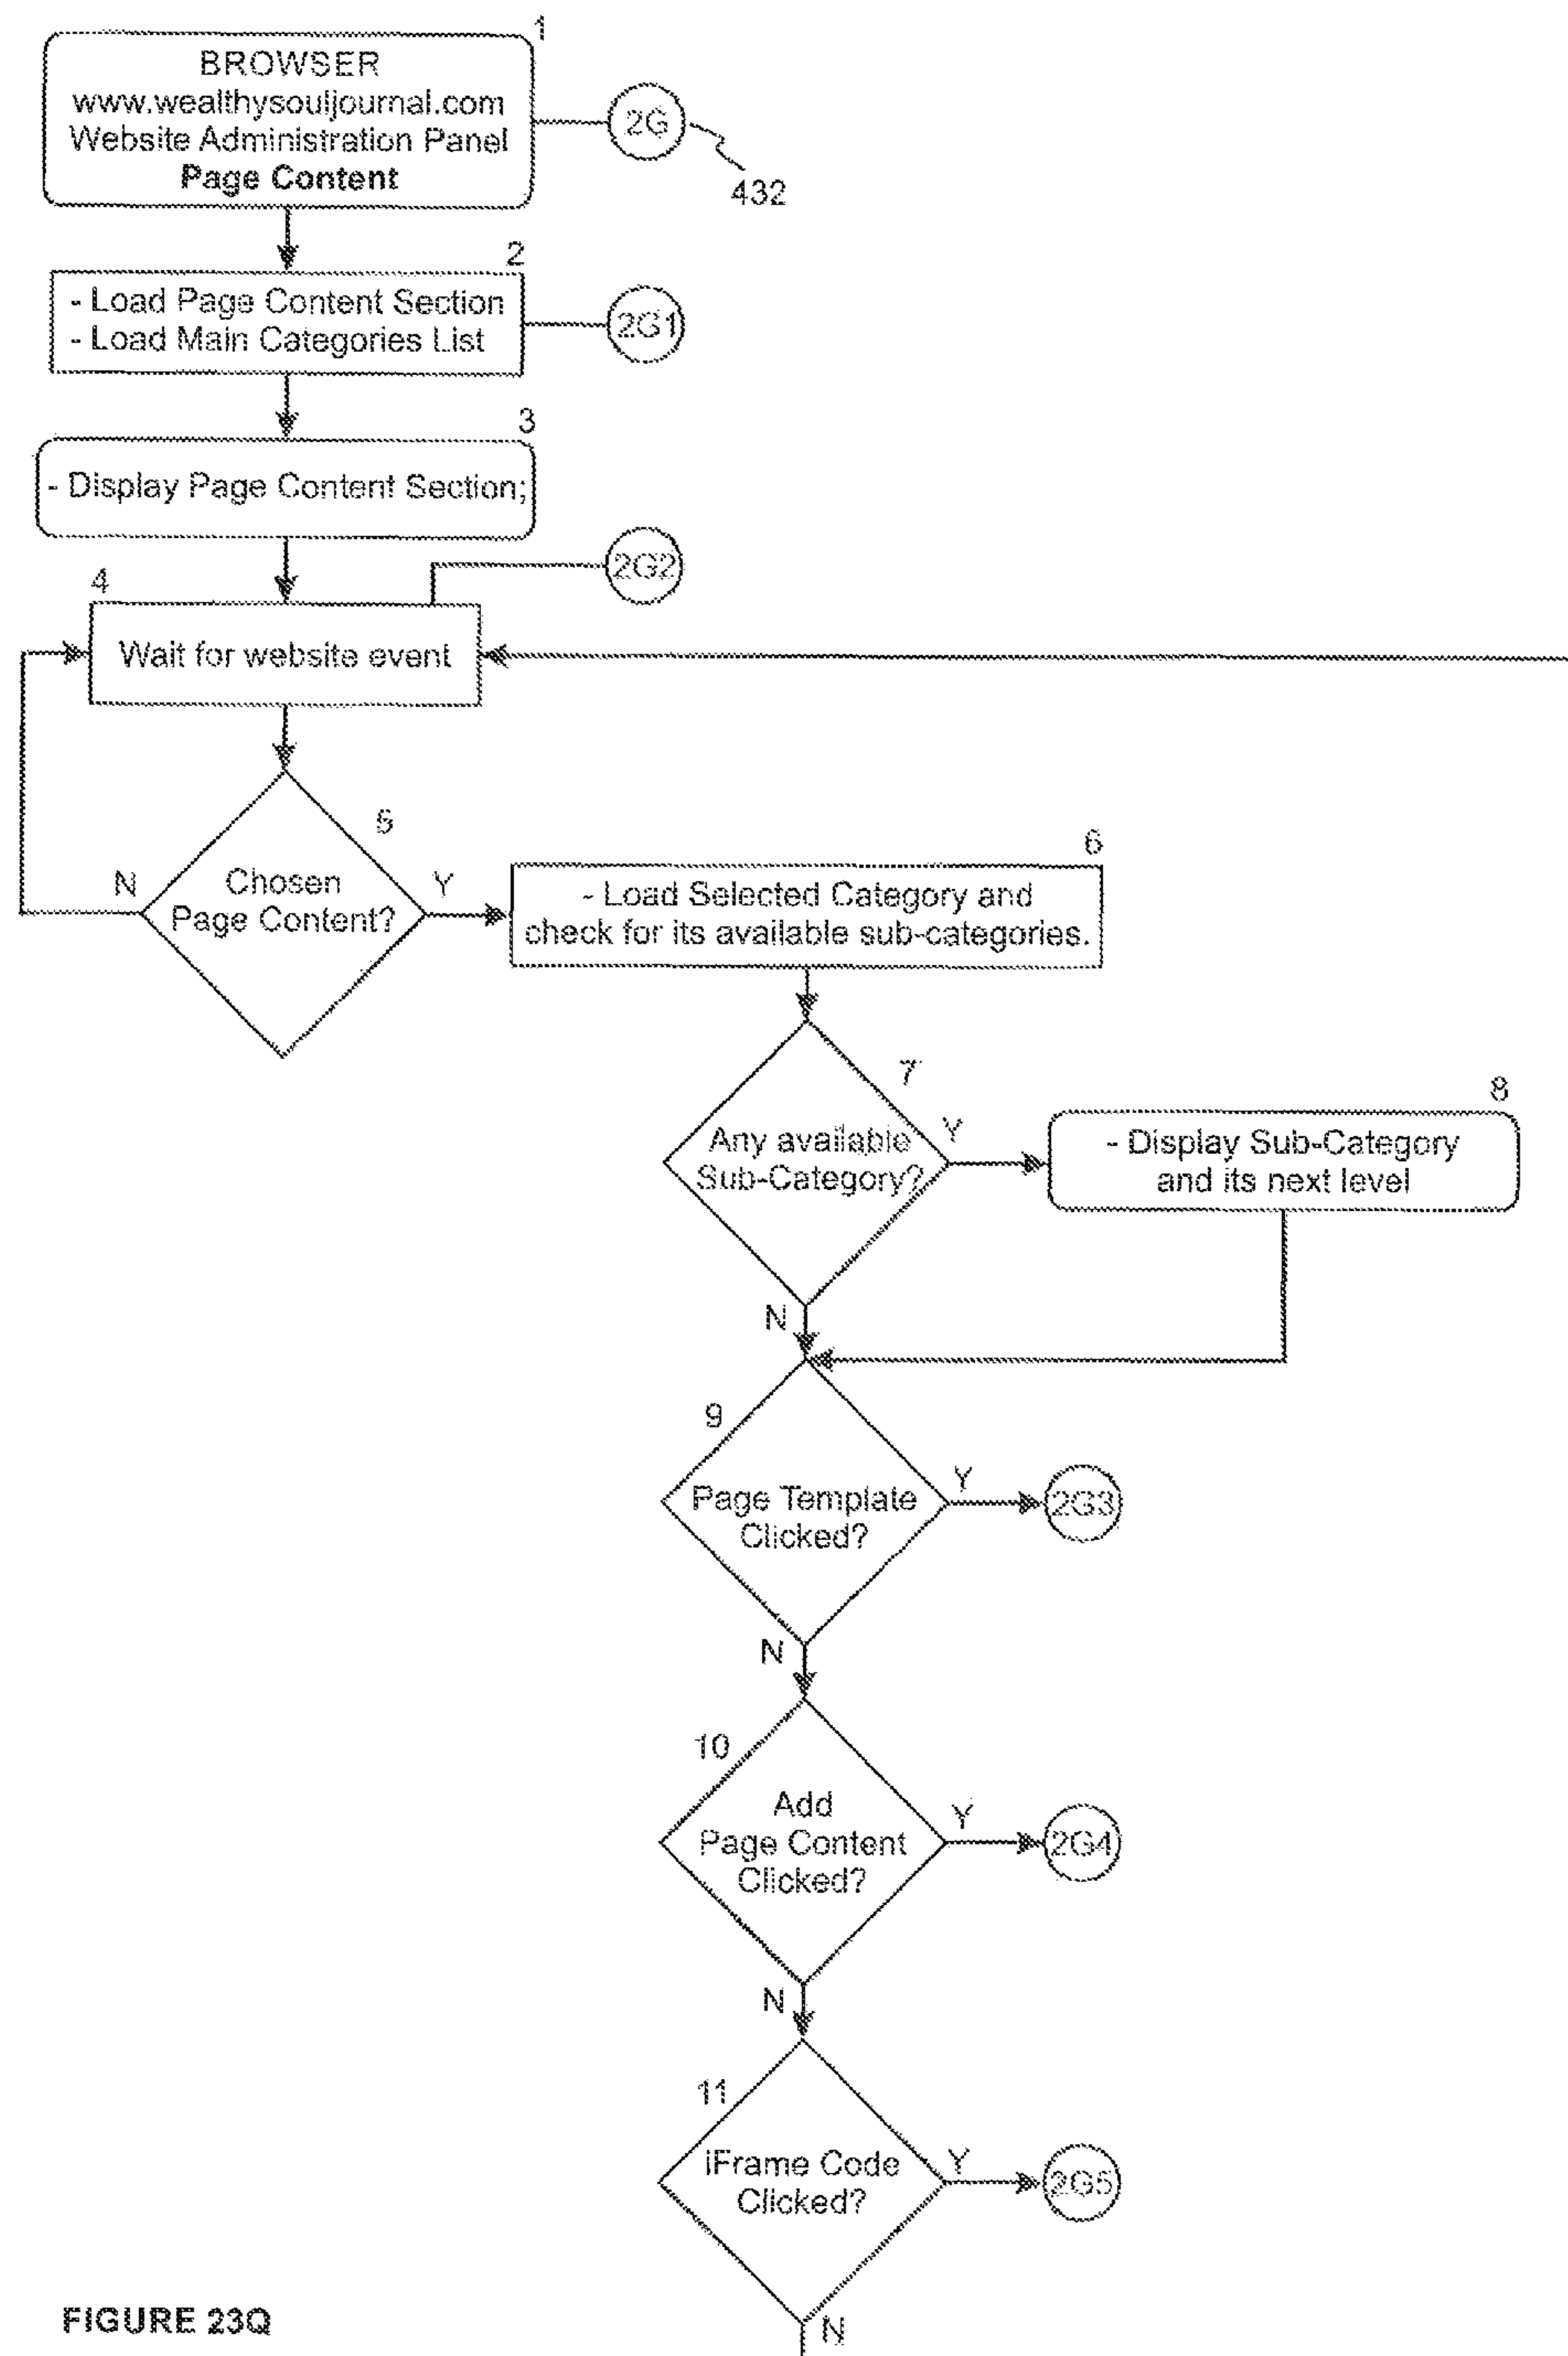 1
BROWSER
www.wealthysouljournal.com
Website Administration Panel
Page Content
2G
432
2
- Load Page Content Section
- Load Main Categories List
2G1
3
- Display Page Content Section;
2G2
4
Wait for website event
5
N
Chosen
Page Content?
Y
6
- Load Selected Category and
check for its available sub-categories.
7
Any available
Sub-Category?
Y
8
- Display Sub-Category
and its next level
N
9
Page Template
Clicked?
Y
2G3
N
10
Add
Page Content
Clicked?
Y
2G4
N
11
iFrame Code
Clicked?
Y
2G5
N
FIGURE 23Q